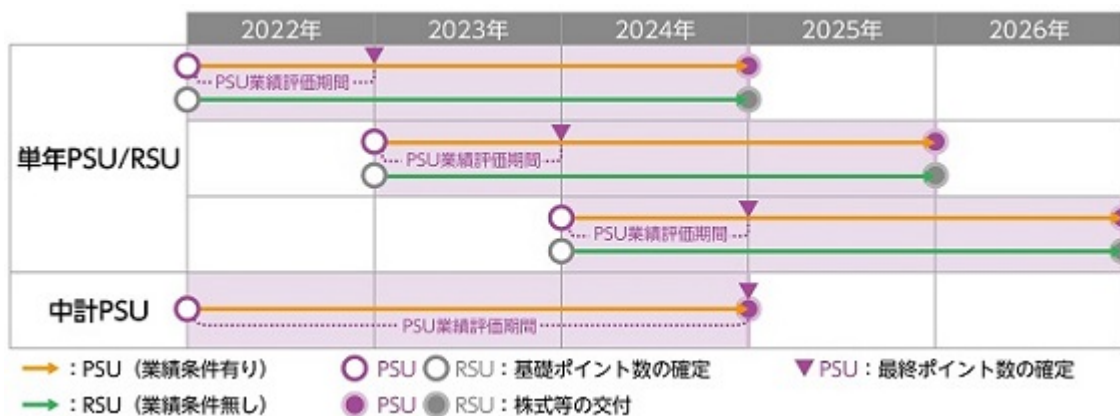 2022年 2023年 2024年 2025年 2026年
単年PSU/RSU
PSU業績評価期間
PSU業績評価期間
PSU業績評価期間
中計PSU
PSU業績評価期間
：PSU（業績条件有り） PSU RSU：基礎ポイント数の確定 PSU：最終ポイント数の確定
：RSU（業績条件無し） PSU RSU：株式等の交付